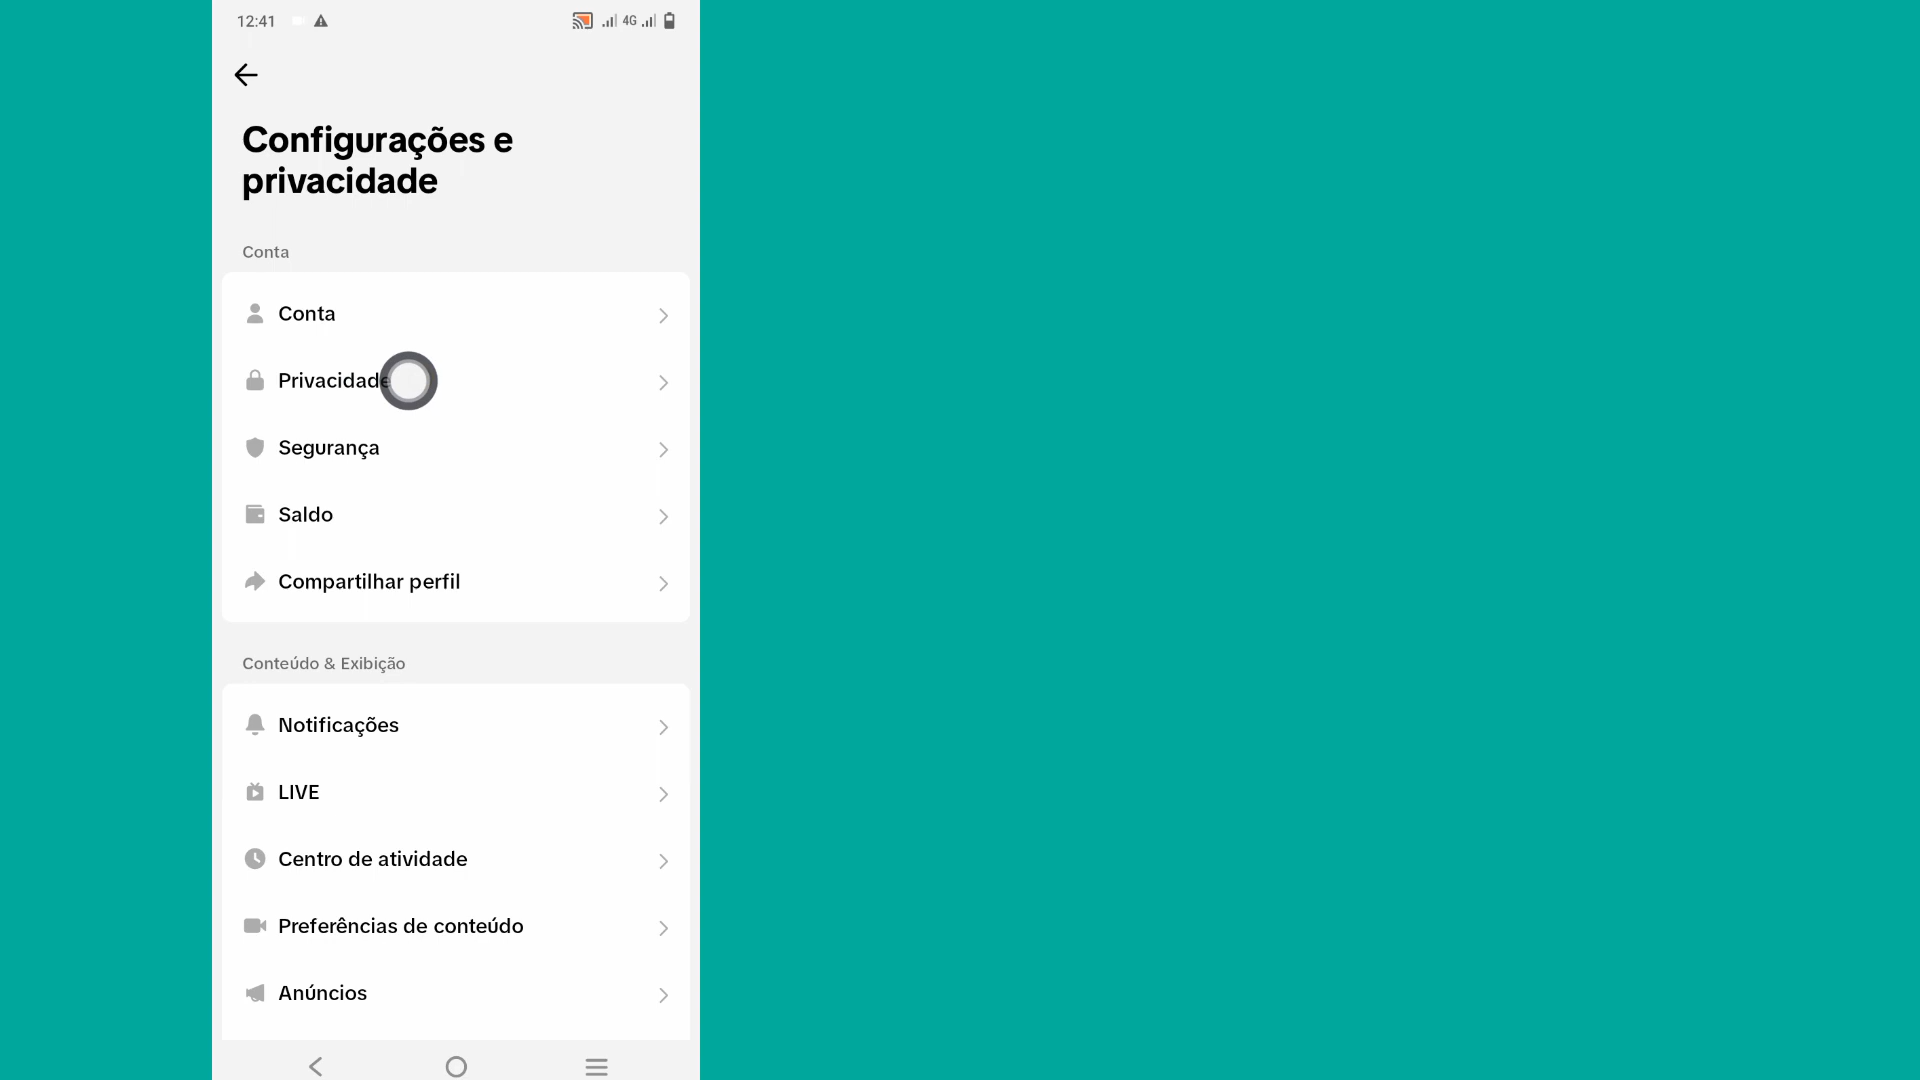 12:41
4G
Configurações e
privacidade
Conta
Conta
Privacidade
Segurança
Saldo
Compartilhar perfil
Conteúdo & Exibição
Notificações
LIVE
Centro de atividade
Preferências de conteúdo
Anúncios